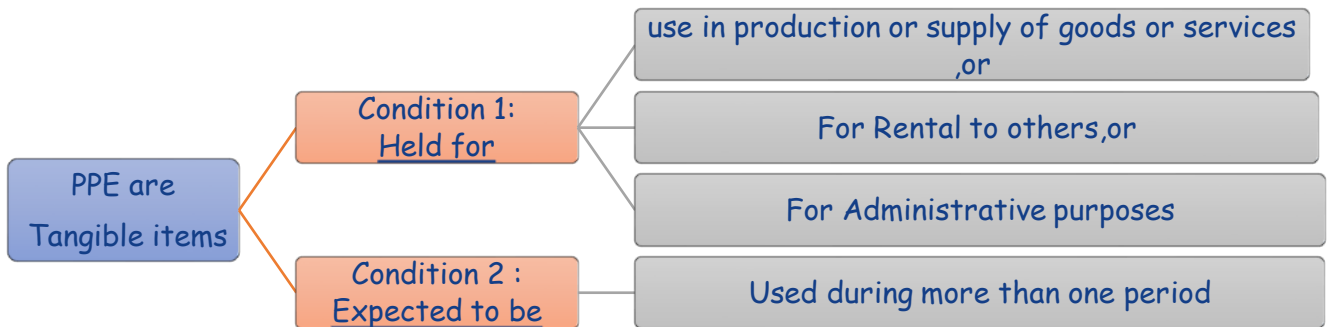 PPE are
Tangible items
Condition 1:
Held for
use in production or supply of goods or services
,or
For Rental to others,or
For Administrative purposes
Condition 2 :
Expected to be
Used during more than one period